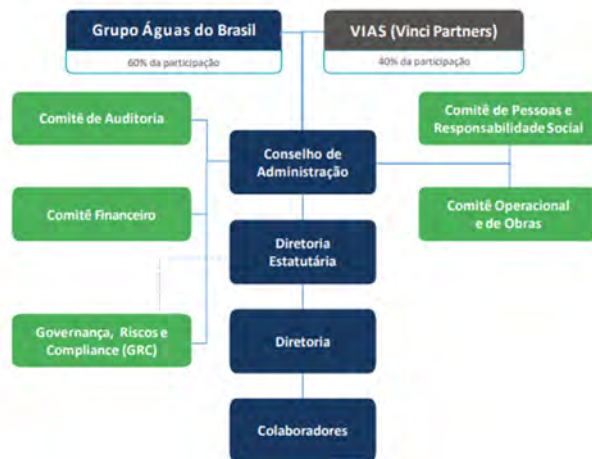 Grupo Águas do Brasil
60% da participação
VIAS (Vinci Partners)
40% da participação
Comitê de Auditoria
Comitê de Pessoas e
Responsabilidade Social
Conselho de
Administração
Comitê Financeiro
Comitê Operacional
e de Obras
Diretoria
Estatutária
Governança, Riscos e
Compliance (GRC)
Diretoria
Colaboradores